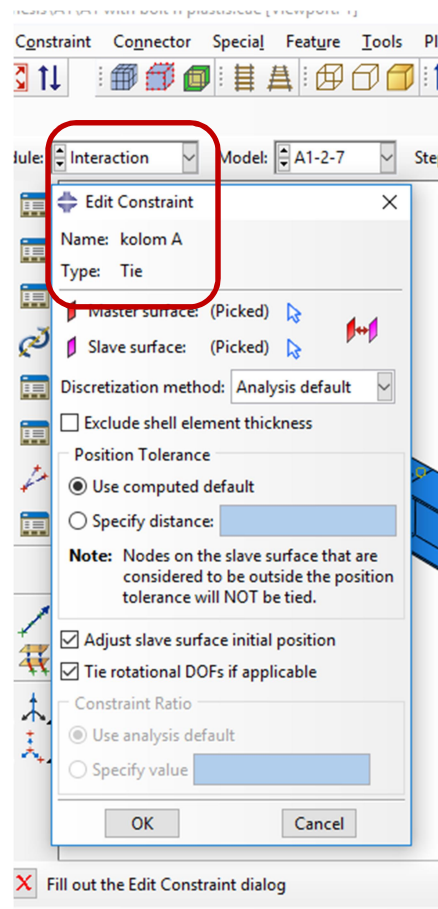 Constraint Connector Special Feature Tools Pl
dule: Interaction Model: A1-2-7 Ste
Edit Constraint
Name: kolom A
Type: Tie
Master surface: (Picked)
Slave surface: (Picked)
Discretization method: Analysis default
Exclude shell element thickness
Position Tolerance
Use computed default
Specify distance:
Note: Nodes on the slave surface that are
considered to be outside the position
tolerance will NOT be tied.
Adjust slave surface initial position
Tie rotational DOFs if applicable
Constraint Ratio
Use analysis default
Specify value
OK Cancel
Fill out the Edit Constraint dialog